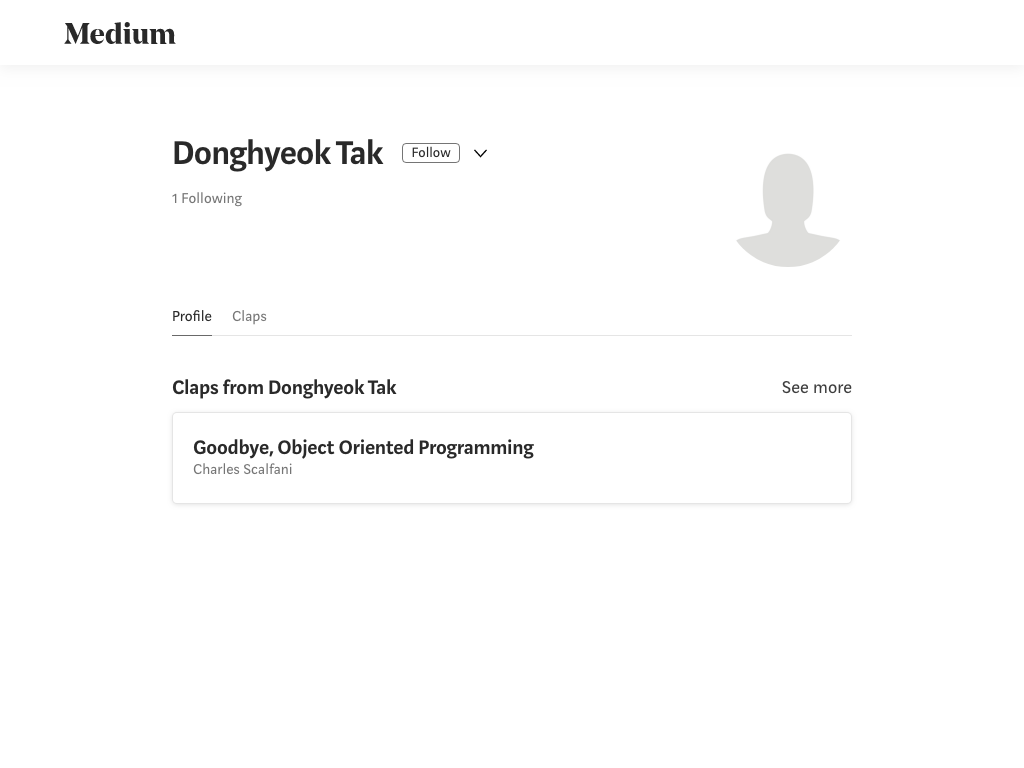 Medium
Donghyeok Tak Follow
1 Following
Profile Claps
Claps from Donghyeok Tak See more
Goodbye, Object Oriented Programming
Charles Scalfani